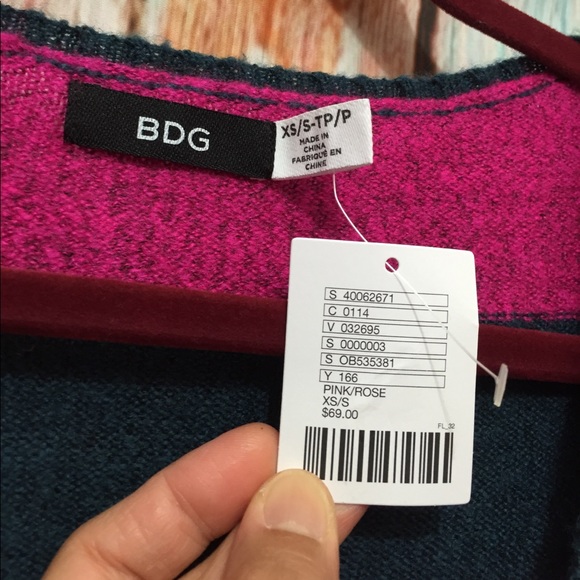 BDG
XS/S-TP/P
MADE IN
CHINA
FABRIQUÉ EN
CHINE
S 40062671
C 0114
V 032695
S 0000003
S OB535381
Y 166
PINK/ROSE
XS/S
$69.00
FL_32